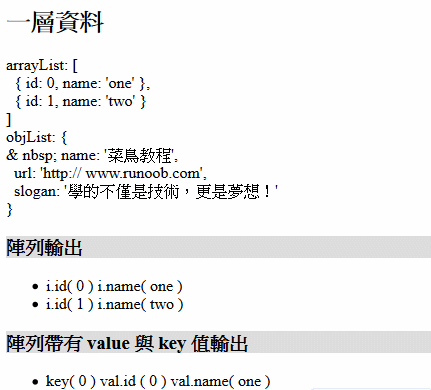 一層資料
arrayList: [
{ id: 0, name: 'one' },
{ id: 1, name: 'two' }
]
objList: {
& nbsp; name: '菜鳥教程',
url: 'http:// www.runoob.com',
slogan: '學的不僅是技術，更是夢想！'
}
陣列輸出
• i.id( 0 ) i.name( one )
• i.id( 1 ) i.name( two )
陣列帶有 value 與 key 值輸出
• key( 0 ) val.id ( 0 ) val.name( one )